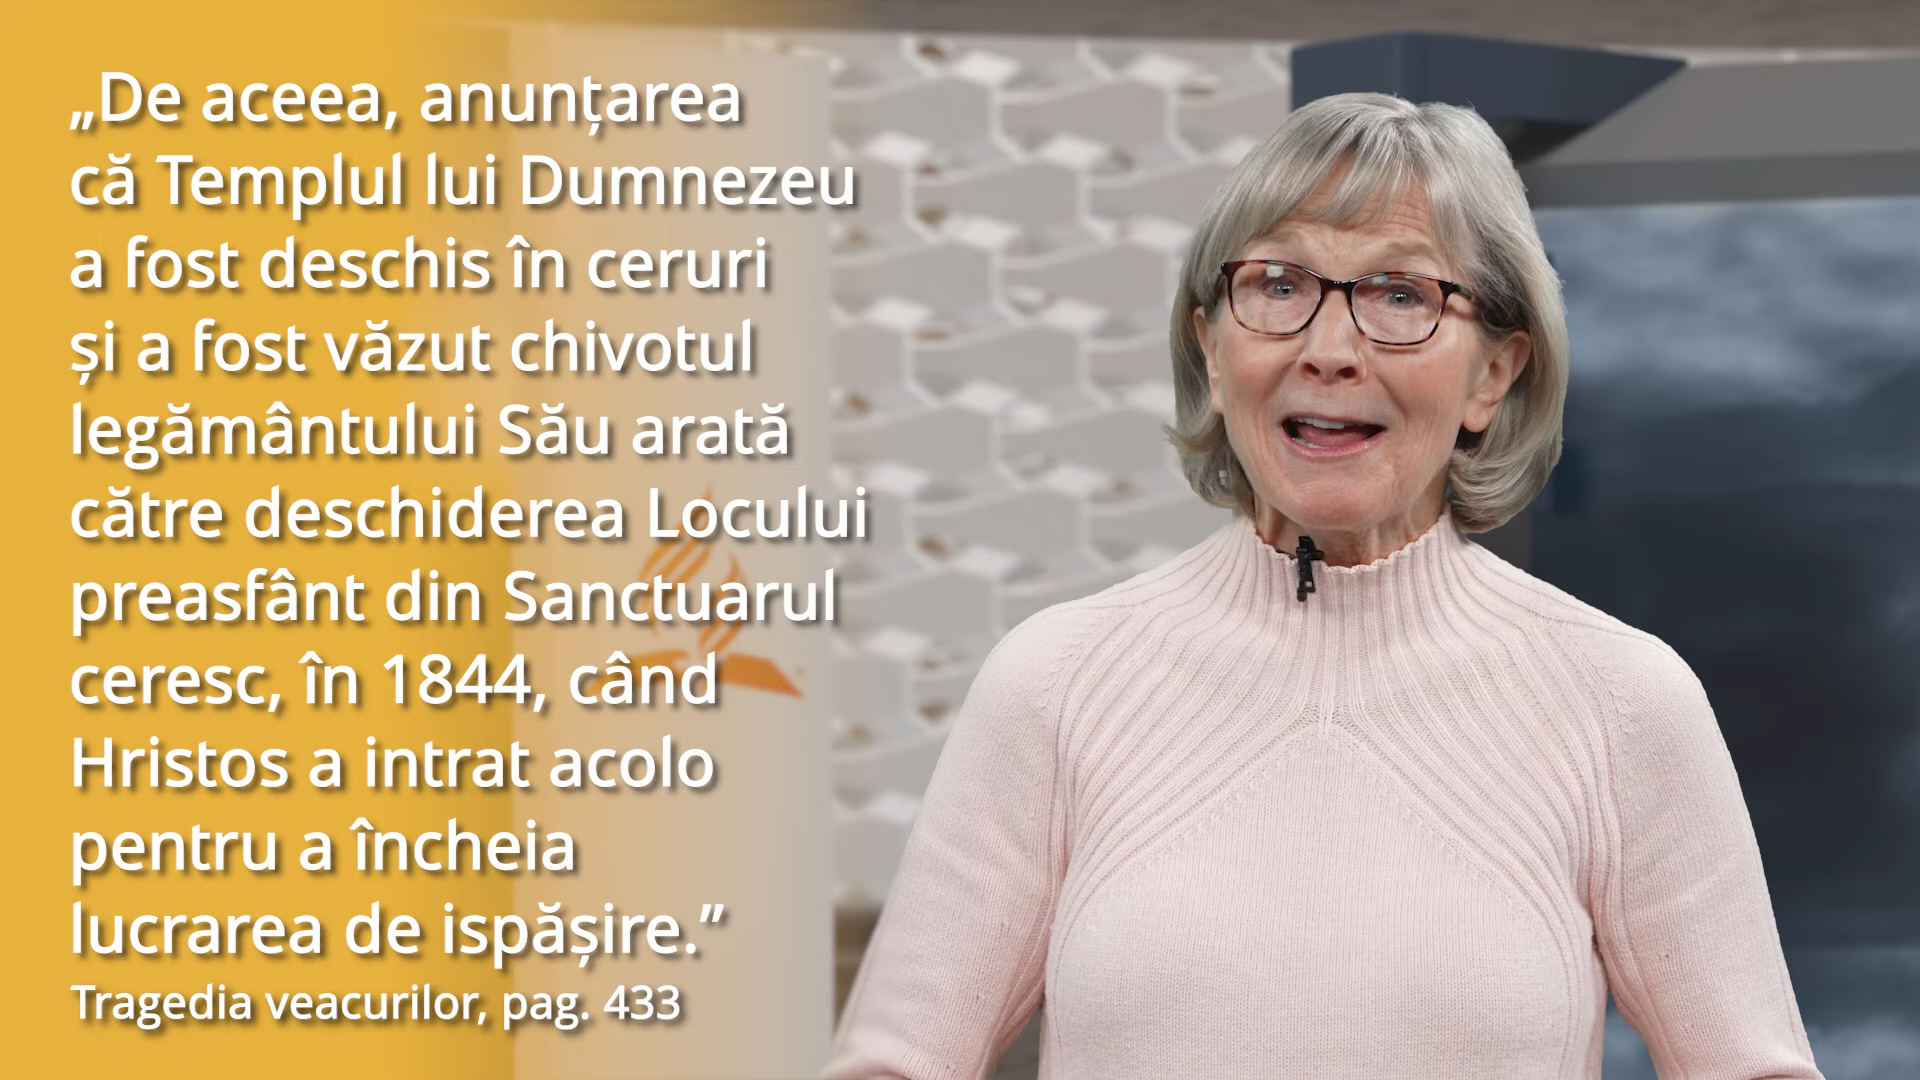 „De aceea, anunțarea
că Templul lui Dumnezeu
a fost deschis în ceruri
și a fost văzut chivotul
legământului Său arată
către deschiderea Locului
preasfânt din Sanctuarul
ceresc, în 1844, când
Hristos a intrat acolo
pentru a încheia
lucrarea de ispășire.”
Tragedia veacurilor, pag. 433